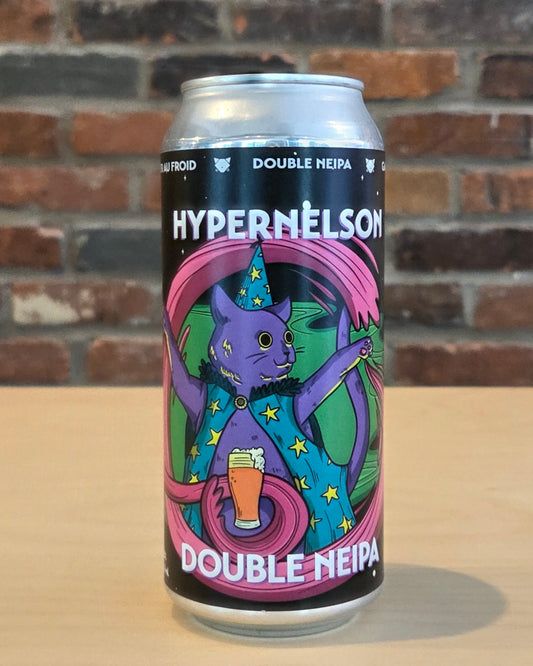 AU FROID DOUBLE NEIPA
HYPERNELSON
DOUBLE NEIPA